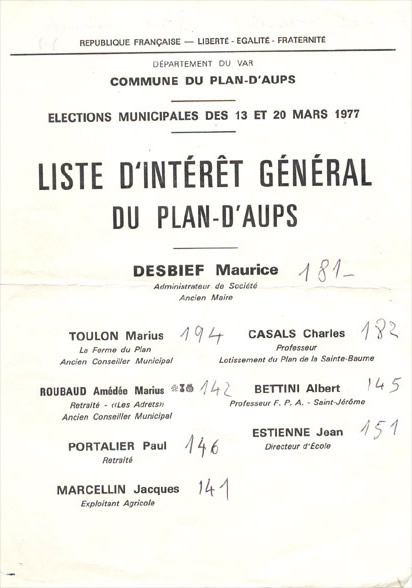 REPUBLIQUE FRANÇAISE — LIBERTÉ - EGALITÉ - FRATERNITÉ
DÉPARTEMENT DU VAR
COMMUNE DU PLAN-D'AUPS
ELECTIONS MUNICIPALES DES 13 ET 20 MARS 1977
LISTE D'INTÉRÊT GÉNÉRAL
DU PLAN-D'AUPS
DESBIEF Maurice 181_
Administrateur de Société
Ancien Maire
TOULON Marius 194
La Ferme du Plan
Ancien Conseiller Municipal
CASALS Charles 182
Professeur
Lotissement du Plan de la Sainte-Baume
ROUBAUD Amédée Marius 142
Retraité - «Les Adrets»
Ancien Conseiller Municipal
BETTINI Albert 145
Professeur F. P. A. - Saint-Jérôme
PORTALIER Paul 146
Retraité
ESTIENNE Jean 151
Directeur d'École
MARCELLIN Jacques 141
Exploitant Agricole